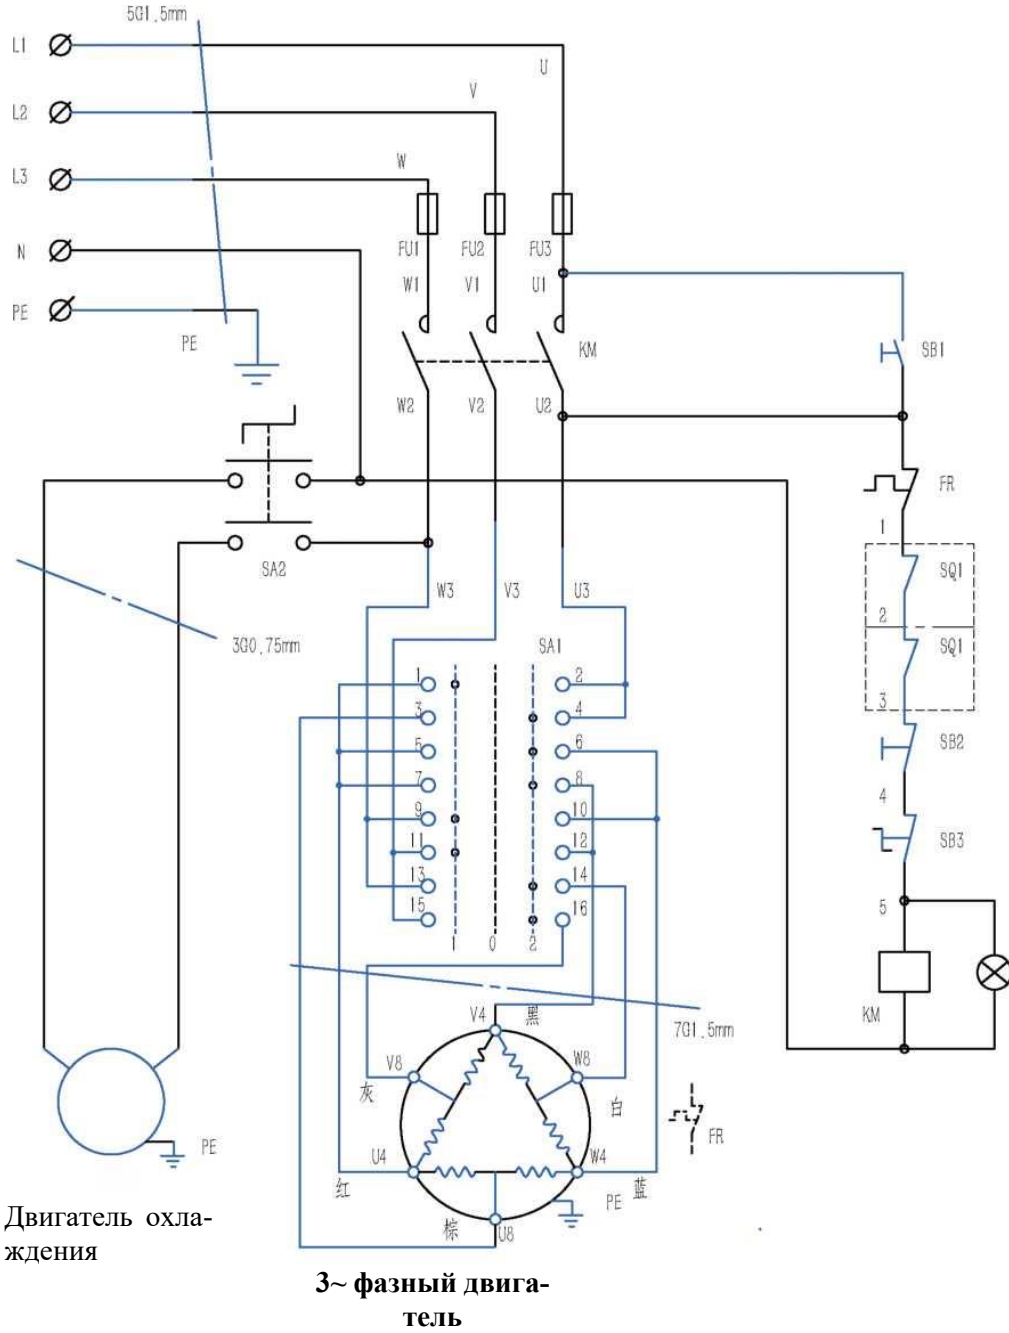 5G1,5mm
L1
U
L2
V
L3
W
N
FU1
FU2
FU3
W1
V1
U1
PE
PE
KM
SB1
W2
V2
U2
FR
1
SA2
SQ1
W3
V3
U3
2
3G0,75mm
SA1
SQ1
1
2
3
3
4
5
6
SB2
7
8
4
9
10
11
12
SB3
13
14
15
16
5
1
0
2
KM
V4
黑
7G1,5mm
V8
W8
灰
白
FR
U4
W4
PE
红
蓝
PE
棕
U8
Двигатель охла-
ждения
3~ фазный двига-
тель